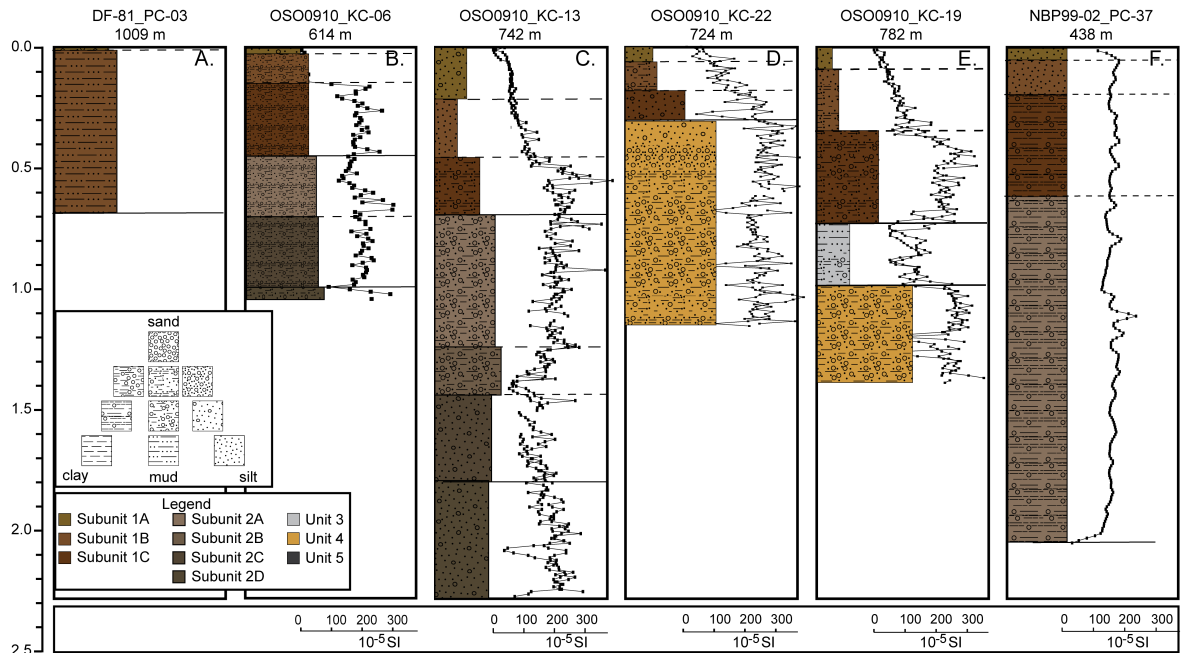 DF-81_PC-03
1009 m
OSO0910_KC-06
614 m
OSO0910_KC-13
742 m
OSO0910_KC-22
724 m
OSO0910_KC-19
782 m
NBP99-02_PC-37
438 m
A.
B.
C.
D.
E.
F.
0.0
0.5
1.0
1.5
2.0
2.5
sand
clay
mud
silt
Legend
Subunit 1A
Subunit 1B
Subunit 1C
Subunit 2A
Subunit 2B
Subunit 2C
Subunit 2D
Unit 3
Unit 4
Unit 5
0 100 200 300
10-5SI
0 100 200 300
10-5SI
0 100 200 300
10-5SI
0 100 200 300
10-5SI
0 100 200 300
10-5SI